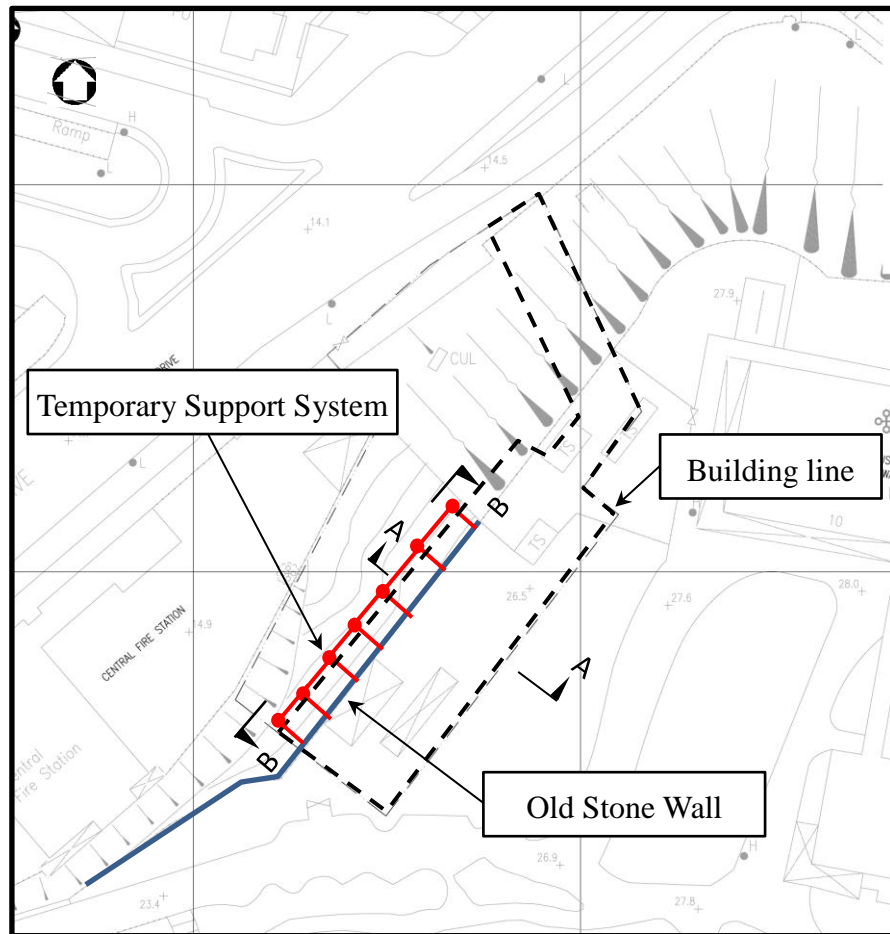 H
L
Ramp
L
14.5
14.1
27.9
L
DRIVE
CUL
Temporary Support System
TS
TS
Building line
L
B
A
10
TS
26.5
27.6
28.0
14.9
CENTRAL FIRE STATION
A
B
Fire Station
Old Stone Wall
H
26.9
23.4
27.8